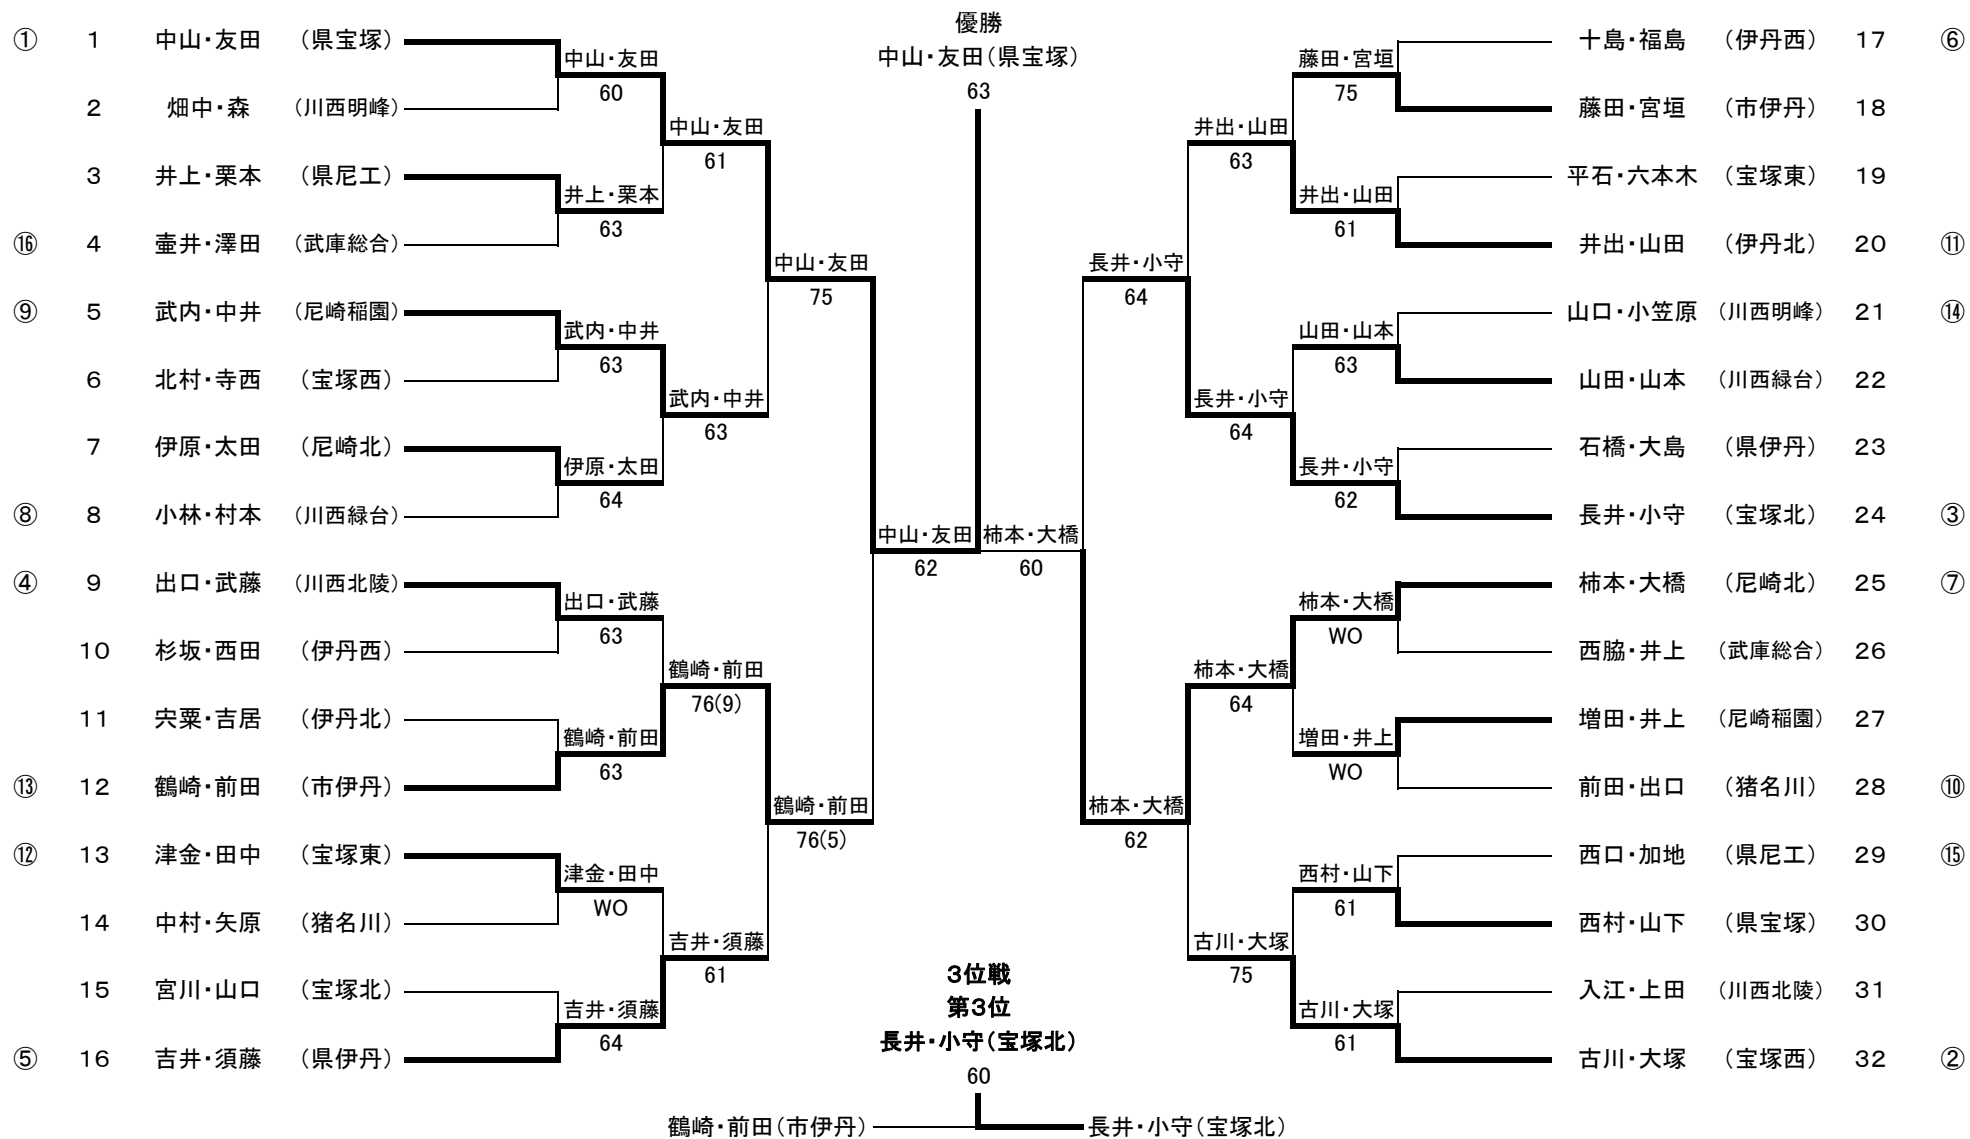 優勝
中山・友田(県宝塚)
63
① 1 中山・友田 (県宝塚)
中山・友田
60
2 畑中・森 (川西明峰)
中山・友田
61
3 井上・栗本 (県尼工)
井上・栗本
63
⑯ 4 壷井・澤田 (武庫総合)
中山・友田
75
⑨ 5 武内・中井 (尼崎稲園)
武内・中井
63
6 北村・寺西 (宝塚西)
武内・中井
63
7 伊原・太田 (尼崎北)
伊原・太田
64
⑧ 8 小林・村本 (川西緑台)
中山・友田
62
④ 9 出口・武藤 (川西北陵)
出口・武藤
63
10 杉坂・西田 (伊丹西)
鶴崎・前田
76(9)
11 宍粟・吉居 (伊丹北)
鶴崎・前田
63
⑬ 12 鶴崎・前田 (市伊丹)
鶴崎・前田
76(5)
⑫ 13 津金・田中 (宝塚東)
津金・田中
WO
14 中村・矢原 (猪名川)
吉井・須藤
61
15 宮川・山口 (宝塚北)
吉井・須藤
64
⑤ 16 吉井・須藤 (県伊丹)
十島・福島 (伊丹西) 17 ⑥
藤田・宮垣
75
藤田・宮垣 (市伊丹) 18
井出・山田
63
平石・六本木 (宝塚東) 19
井出・山田
61
井出・山田 (伊丹北) 20 ⑪
長井・小守
64
山口・小笠原 (川西明峰) 21 ⑭
山田・山本
63
山田・山本 (川西緑台) 22
長井・小守
64
石橋・大島 (県伊丹) 23
長井・小守
62
長井・小守 (宝塚北) 24 ③
柿本・大橋
60
柿本・大橋 (尼崎北) 25 ⑦
柿本・大橋
WO
西脇・井上 (武庫総合) 26
柿本・大橋
64
増田・井上 (尼崎稲園) 27
増田・井上
WO
前田・出口 (猪名川) 28 ⑩
柿本・大橋
62
西口・加地 (県尼工) 29 ⑮
西村・山下
61
西村・山下 (県宝塚) 30
古川・大塚
75
入江・上田 (川西北陵) 31
古川・大塚
61
古川・大塚 (宝塚西) 32 ②
3位戦
第3位
長井・小守(宝塚北)
60
鶴崎・前田(市伊丹)
長井・小守(宝塚北)